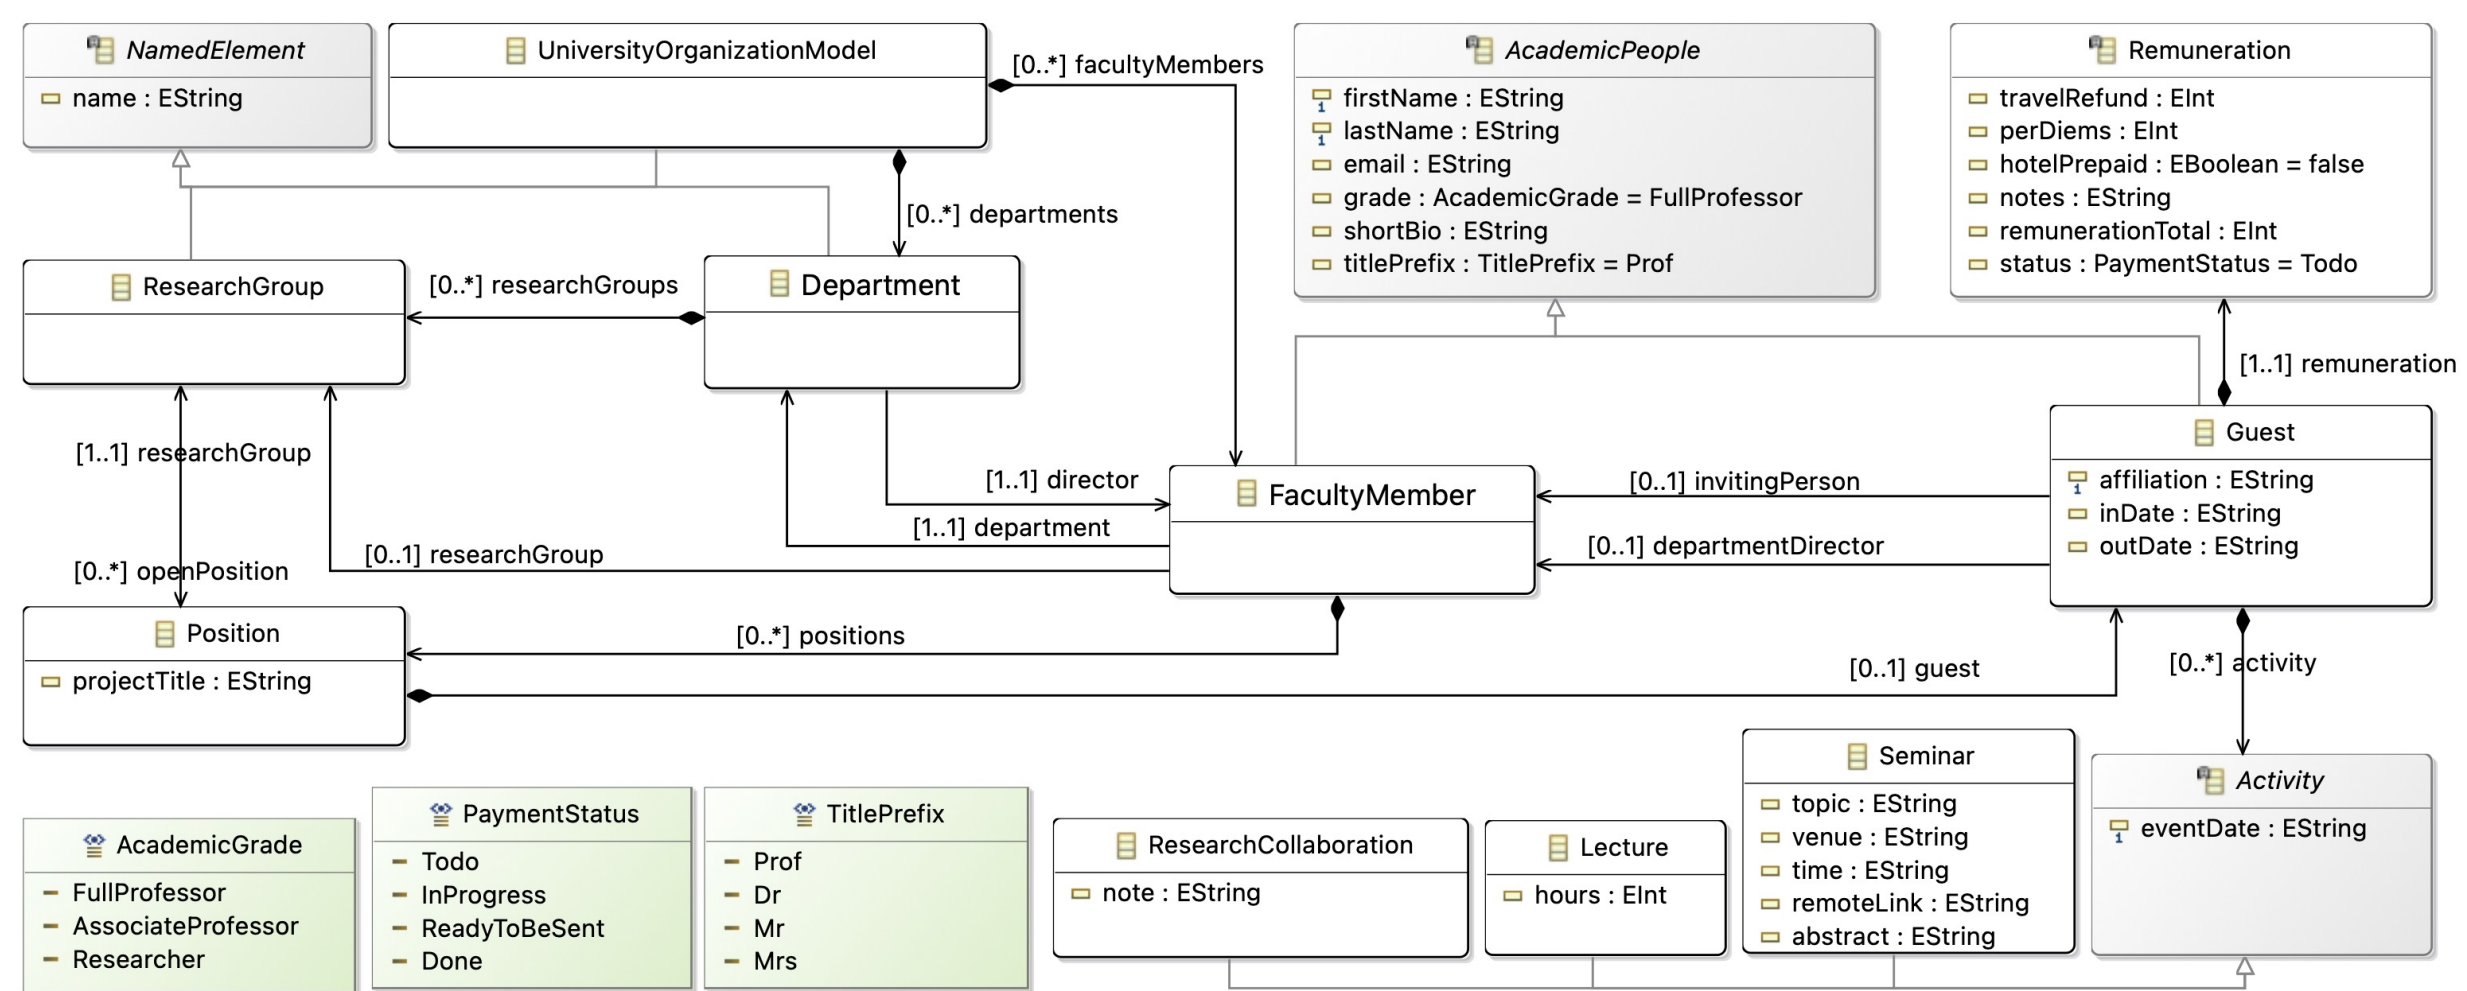 NamedElement
name : EString
UniversityOrganizationModel
[0..*] facultyMembers
[0..*] departments
AcademicPeople
firstName : EString
lastName : EString
email : EString
grade : AcademicGrade = FullProfessor
shortBio : EString
titlePrefix : TitlePrefix = Prof
Remuneration
travelRefund : EInt
perDiems : EInt
hotelPrepaid : EBoolean = false
notes : EString
remunerationTotal : EInt
status : PaymentStatus = Todo
ResearchGroup
[0..*] researchGroups
Department
[1..1] remuneration
[1..1] researchGroup
[0..*] openPosition
[1..1] director
[1..1] department
[0..1] researchGroup
FacultyMember
[0..1] invitingPerson
[0..1] departmentDirector
Guest
affiliation : EString
inDate : EString
outDate : EString
Position
projectTitle : EString
[0..*] positions
[0..1] guest
[0..*] activity
AcademicGrade
FullProfessor
AssociateProfessor
Researcher
PaymentStatus
Todo
InProgress
ReadyToBeSent
Done
TitlePrefix
Prof
Dr
Mr
Mrs
ResearchCollaboration
note : EString
Lecture
hours : EInt
Seminar
topic : EString
venue : EString
time : EString
remoteLink : EString
abstract : EString
Activity
eventDate : EString